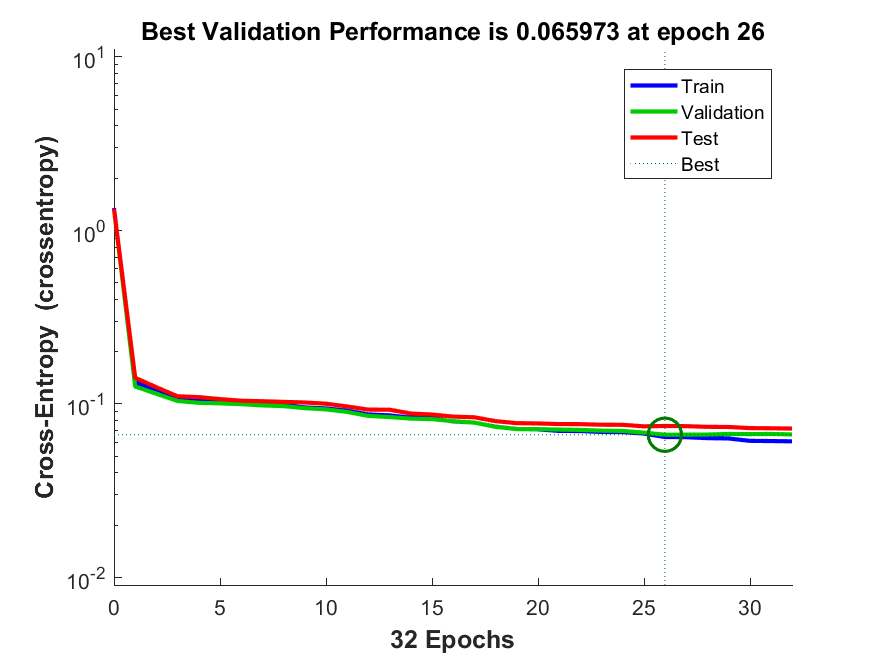 Best Validation Performance is 0.065973 at epoch 26
Cross-Entropy (crossentropy)
10^1
10^0
10^-1
10^-2
Train
Validation
Test
Best
0 5 10 15 20 25 30
32 Epochs